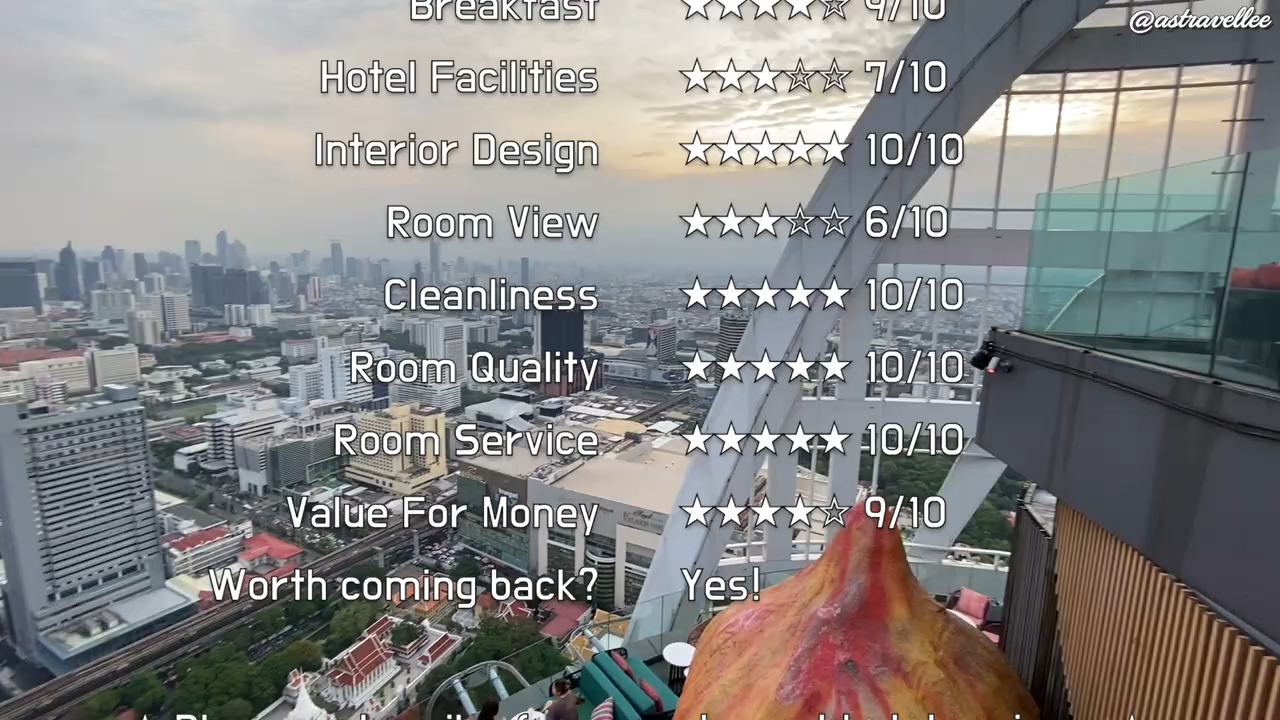 @astravellee
Breakfast ★★★★☆ 9/10
Hotel Facilities ★★★☆☆ 7/10
Interior Design ★★★★★ 10/10
Room View ★★★☆☆ 6/10
Cleanliness ★★★★★ 10/10
Room Quality ★★★★★ 10/10
Room Service ★★★★★ 10/10
Value For Money ★★★★☆ 9/10
Worth coming back? Yes!